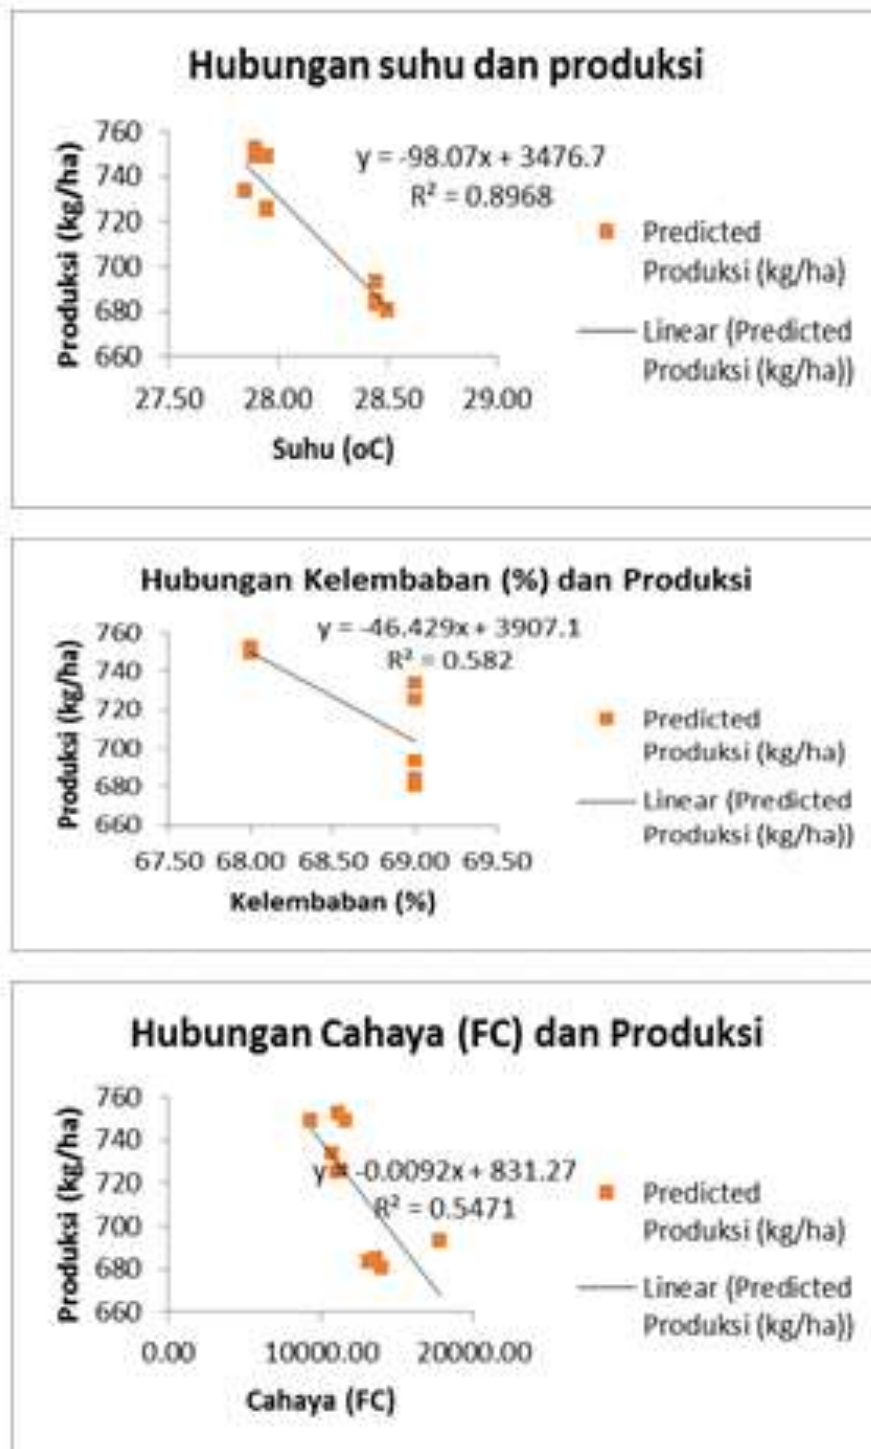 Hubungan suhu dan produksi
760
740
720
700
680
660
Produksi (kg/ha)
y = -98.07x + 3476.7
R² = 0.8968
27.50 28.00 28.50 29.00
Suhu (oC)
Predicted
Produksi (kg/ha)
Linear (Predicted
Produksi (kg/ha))
Hubungan Kelembaban (%) dan Produksi
760
740
720
700
680
660
Produksi (kg/ha)
y = -46.429x + 3907.1
R² = 0.582
67.50 68.00 68.50 69.00 69.50
Kelembaban (%)
Predicted
Produksi (kg/ha)
Linear (Predicted
Produksi (kg/ha))
Hubungan Cahaya (FC) dan Produksi
760
740
720
700
680
660
Produksi (kg/ha)
y = -0.0092x + 831.27
R² = 0.5471
0.00 10000.00 20000.00
Cahaya (FC)
Predicted
Produksi (kg/ha)
Linear (Predicted
Produksi (kg/ha))